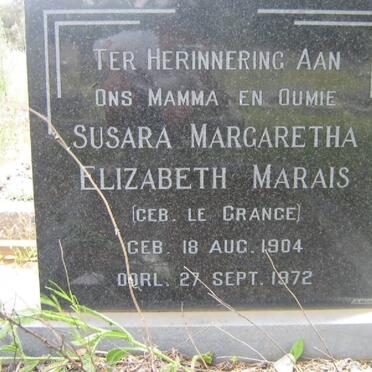 TER HERINNERING AAN
ONS MAMMA EN OUMIE
SUSARA MARGARETHA
ELIZABETH MARAIS
(GEB. LE GRANGE)
GEB. 18 AUG. 1904
OORL. 27 SEPT. 1972